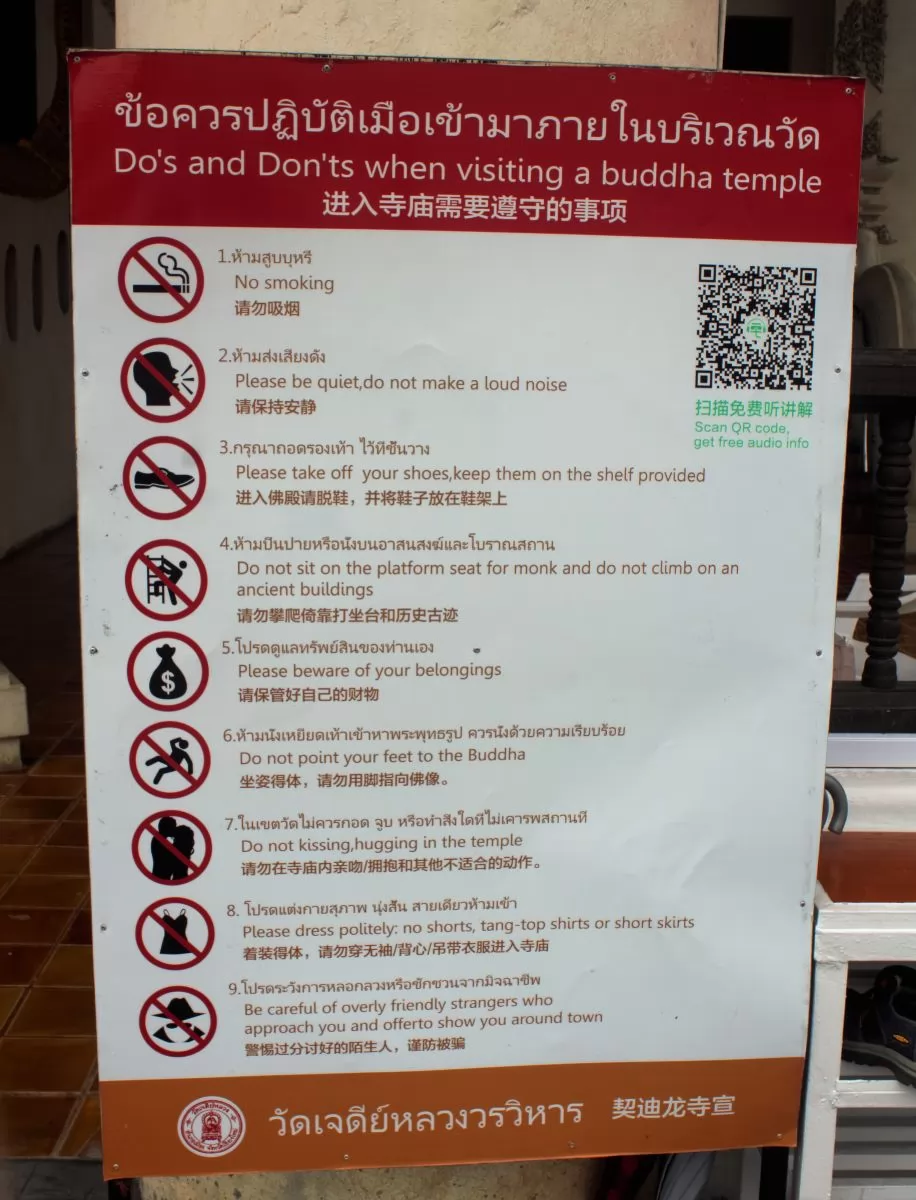 ข้อควรปฏิบัติเมื่อเข้ามาภายในบริเวณวัด
Do's and Don'ts when visiting a buddha temple
进入寺庙需要遵守的事项
1.ห้ามสูบบุหรี่
No smoking
请勿吸烟
2.ห้ามส่งเสียงดัง
Please be quiet,do not make a loud noise
请保持安静
3.กรุณาถอดรองเท้า ไว้ที่ชั้นวาง
Please take off your shoes,keep them on the shelf provided
进入佛殿请脱鞋，并将鞋子放在鞋架上
4.ห้ามปีนป่ายหรือนั่งบนอาสนสงฆ์และโบราณสถาน
Do not sit on the platform seat for monk and do not climb on an
ancient buildings
请勿攀爬倚靠打坐台和历史古迹
5.โปรดดูแลทรัพย์สินของท่านเอง
Please beware of your belongings
请保管好自己的财物
6.ห้ามนั่งเหยียดเท้าเข้าหาพระพุทธรูป ควรนั่งด้วยความเรียบร้อย
Do not point your feet to the Buddha
坐姿得体，请勿用脚指向佛像。
7.ในเขตวัดไม่ควรกอด จูบ หรือทำสิ่งใดที่ไม่เคารพสถานที่
Do not kissing,hugging in the temple
请勿在寺庙内亲吻/拥抱和其他不适合的动作。
8. โปรดแต่งกายสุภาพ นุ่งสั้น สายเดี่ยวห้ามเข้า
Please dress politely: no shorts, tang-top shirts or short skirts
着装得体，请勿穿无袖/背心/吊带衣服进入寺庙
9.โปรดระวังการหลอกลวงหรือชักชวนจากมิจฉาชีพ
Be careful of overly friendly strangers who
approach you and offerto show you around town
警惕过分讨好的陌生人，谨防被骗
扫描免费听讲解
Scan QR code,
get free audio info
วัดเจดีย์หลวงวรวิหาร 契迪龙寺宣